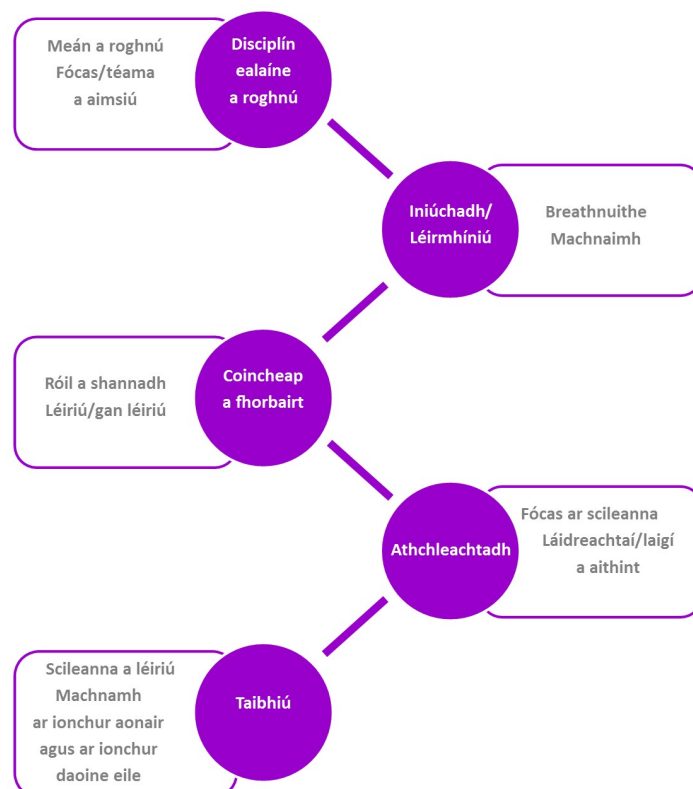 Meán a roghnú
Fócas/téama
a aimsiú
Disciplín
ealaíne
a roghnú
Iniúchadh/
Léirmhíniú
Breathnuithe
Machnaimh
Róil a shannadh
Léiriú/gan léiriú
Coincheap
a fhorbairt
Athchleachtadh
Fócas ar scileanna
Láidreachtaí/laigí
a aithint
Scileanna a léiriú
Machnamh
ar ionchur aonair
agus ar ionchur
daoine eile
Taibhiú